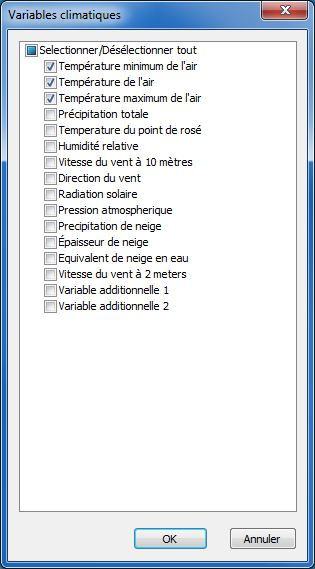 Variables climatiques
Selectionner/Désélectionner tout
Température minimum de l'air
Température de l'air
Température maximum de l'air
Précipitation totale
Temperature du point de rosé
Humidité relative
Vitesse du vent à 10 mètres
Direction du vent
Radiation solaire
Pression atmospherique
Precipitation de neige
Épaisseur de neige
Equivalent de neige en eau
Vitesse du vent à 2 meters
Variable additionnelle 1
Variable additionnelle 2
OK
Annuler